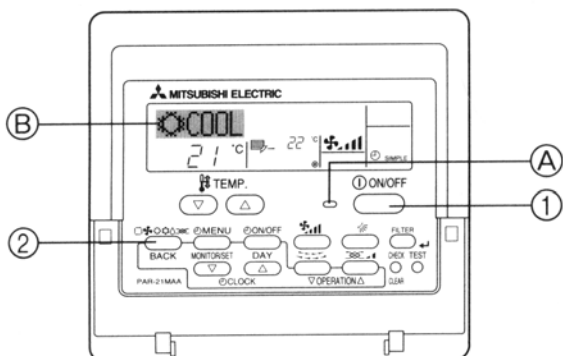 MITSUBISHI ELECTRIC
B
COOL
21 °C
22 °C
SIMPLE
A
TEMP.
ON/OFF
1
2
MENU
ON/OFF
FILTER
BACK
MONITOR/SET
DAY
CHECK TEST
PAR-21MAA
CLOCK
OPERATION
CLEAR